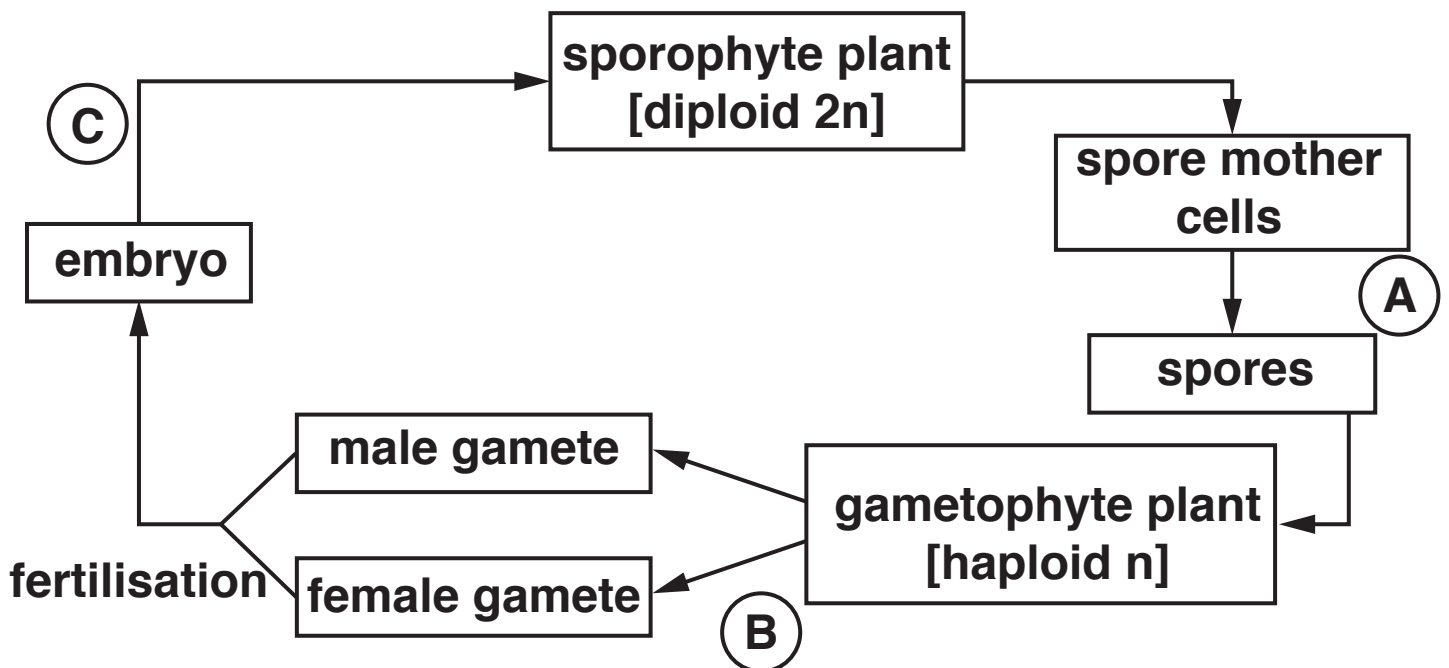 sporophyte plant
[diploid 2n]
C
spore mother
cells
embryo
A
spores
male gamete
gametophyte plant
[haploid n]
fertilisation
female gamete
B